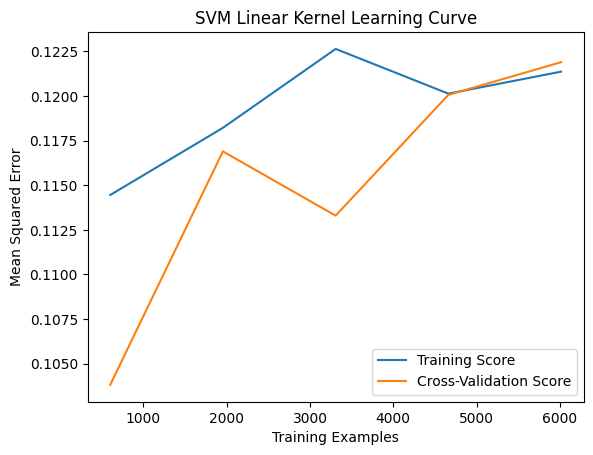 SVM Linear Kernel Learning Curve
Mean Squared Error
0.1225
0.1200
0.1175
0.1150
0.1125
0.1100
0.1075
0.1050
Training Score
Cross-Validation Score
1000 2000 3000 4000 5000 6000
Training Examples